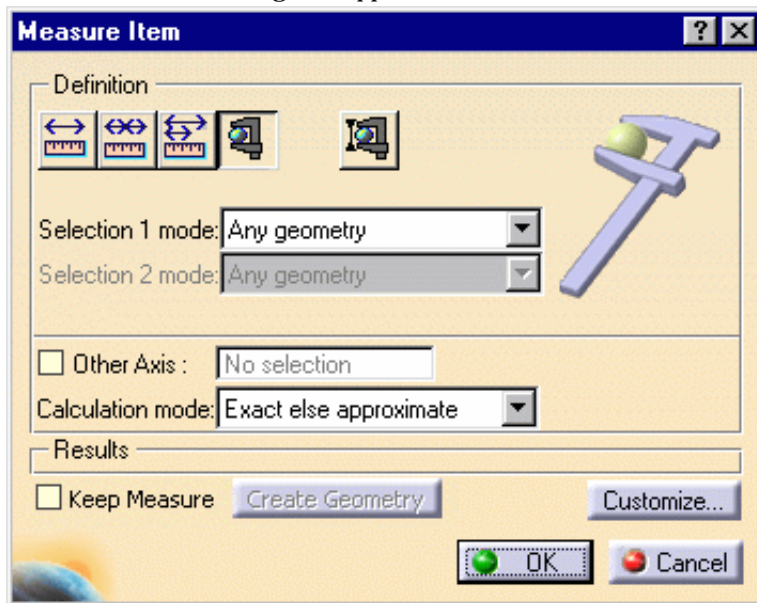 Measure Item
Definition
Selection 1 mode: Any geometry
Selection 2 mode: Any geometry
Other Axis : No selection
Calculation mode: Exact else approximate
Results
Keep Measure Create Geometry Customize...
OK Cancel